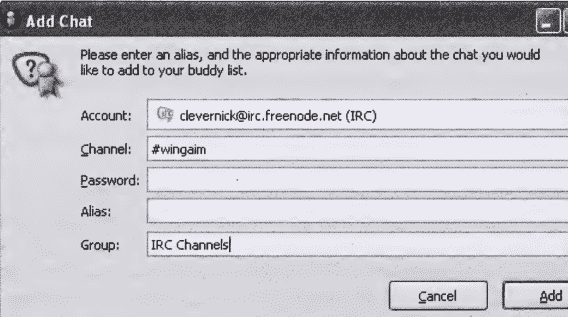 Add Chat
Please enter an alias, and the appropriate information about the chat you would
like to add to your buddy list.
Account: clevernick@irc.freenode.net (IRC)
Channel: #wingaim
Password:
Alias:
Group: IRC Channels
Cancel Add